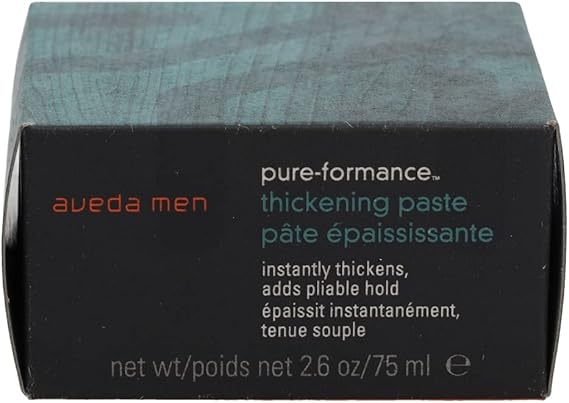 aveda men
pure-formance™
thickening paste
pâte épaississante
instantly thickens,
adds pliable hold
épaissit instantanément,
tenue souple
net wt/poids net 2.6 oz/75 ml ℮